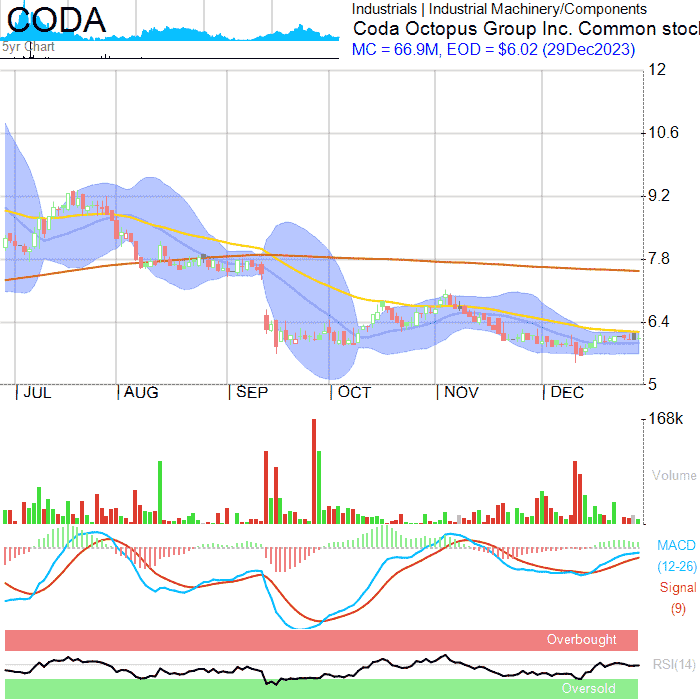 CODA
5yr Chart
Industrials | Industrial Machinery/Components
Coda Octopus Group Inc. Common stoc
MC = 66.9M, EOD = $6.02 (29Dec2023)
12
10.6
9.2
7.8
6.4
5
JUL AUG SEP OCT NOV DEC
168k
Volume
MACD
(12-26)
Signal
(9)
Overbought
RSI(14)
Oversold